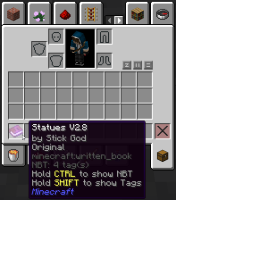 Statues V2.8
by Stick God
Original
minecraft:written_book
NBT: 4 tag(s)
Hold CTRL to show NBT
Hold SHIFT to show Tags
Minecraft